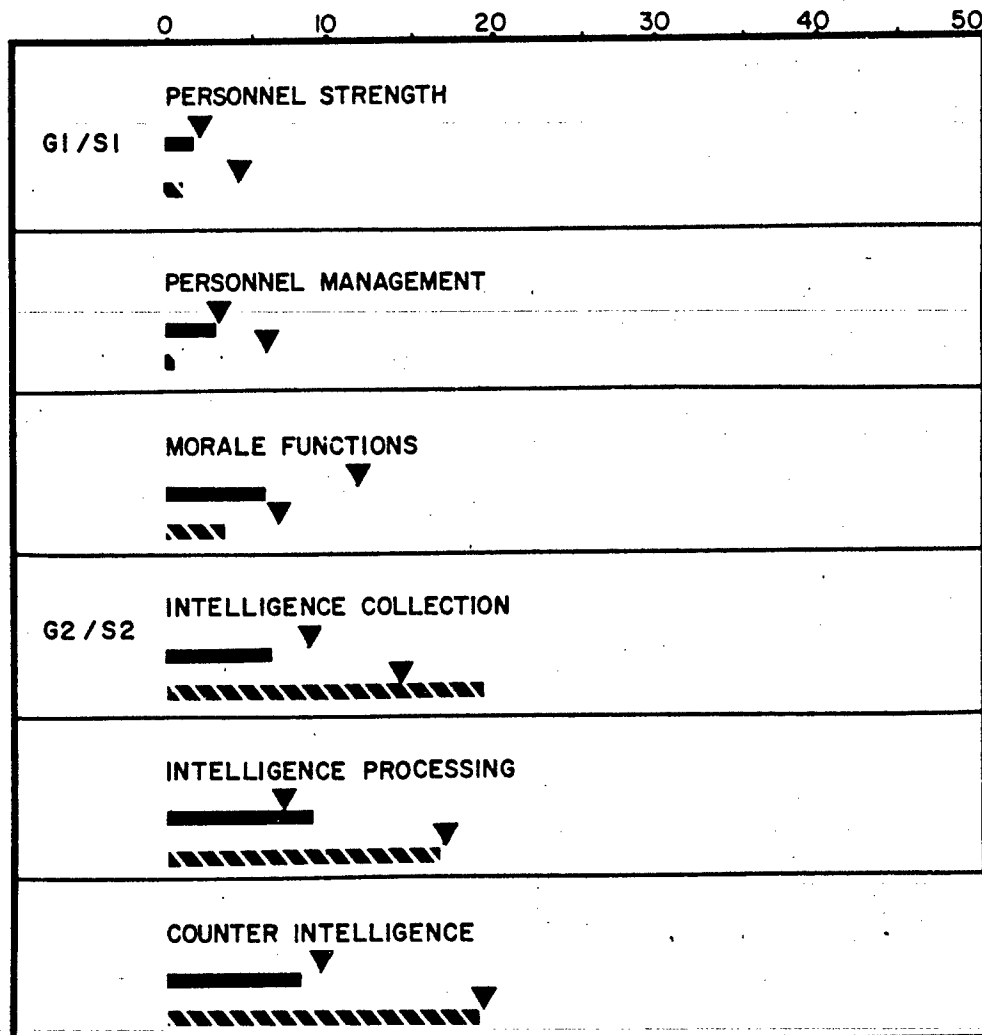 0 10 20 30 40 50
PERSONNEL STRENGTH
G1/S1
PERSONNEL MANAGEMENT
MORALE FUNCTIONS
INTELLIGENCE COLLECTION
G2/S2
INTELLIGENCE PROCESSING
COUNTER INTELLIGENCE